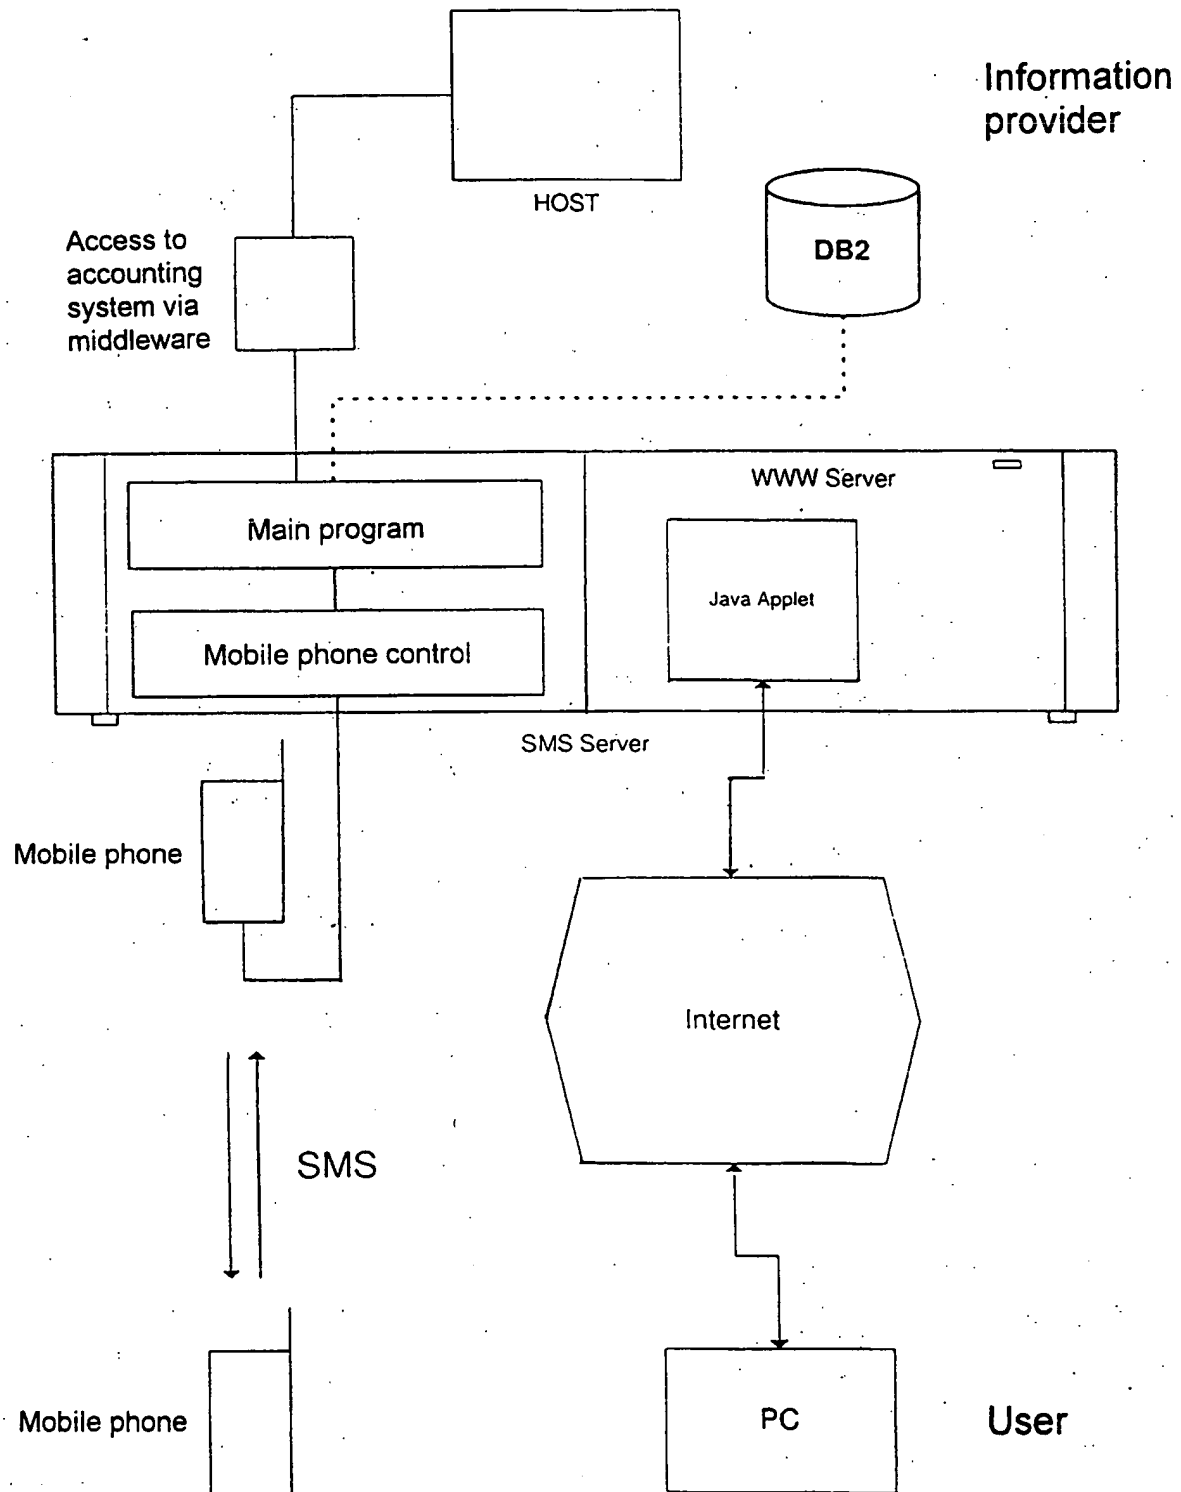 Information
provider
HOST
DB2
Access to
accounting
system via
middleware
WWW Server
Main program
Java Applet
Mobile phone control
SMS Server
Mobile phone
Internet
SMS
Mobile phone
PC
User